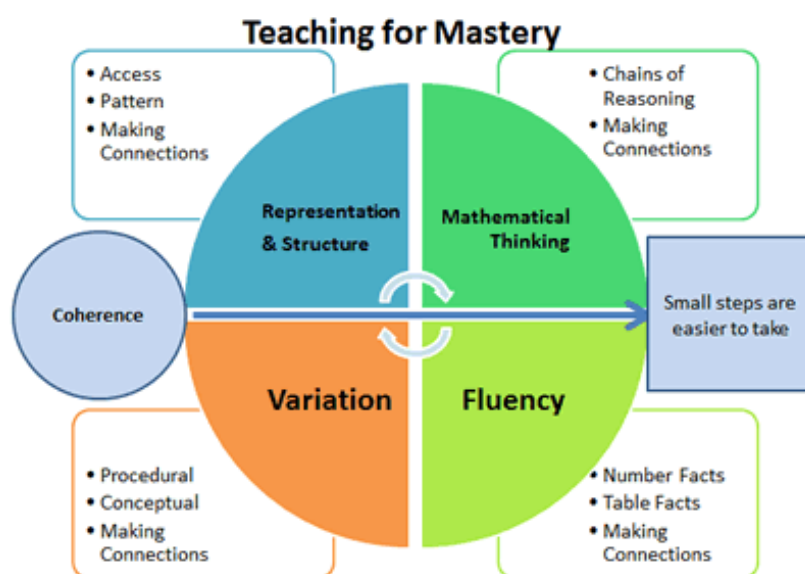 Teaching for Mastery
• Access
• Pattern
• Making
Connections
• Chains of
Reasoning
• Making
Connections
Representation
& Structure
Mathematical
Thinking
Coherence
Small steps are
easier to take
Variation
Fluency
• Procedural
• Conceptual
• Making
Connections
• Number Facts
• Table Facts
• Making
Connections